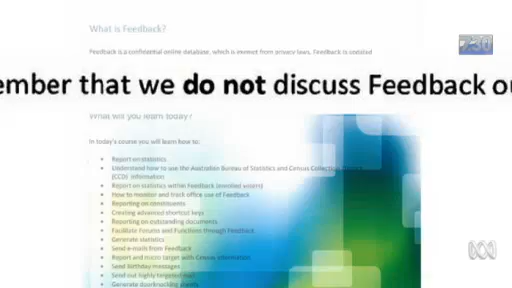 What is Feedback?
7.30
Feedback is a confidential online database, which is exempt from privacy laws. Feedback is updated
ember that we do not discuss Feedback ou
What will you learn today?
In today's course you will learn how to:
• Report on statistics
• Understand how to use the Australian Bureau of Statistics and Census Collection
(CCD) information
• Report on statistics within Feedback (enrolled voters)
• How to monitor and track office use of Feedback
• Reporting on constituents
• Creating advanced shortcut keys
• Reporting on outstanding documents
• Facilitate Forums and Functions through Feedback
• Generate statistics
• Send e-mails from Feedback
• Report and micro target with Census information
• Send birthday messages
• Send out highly targeted mail
• Generate doorknocking sheets